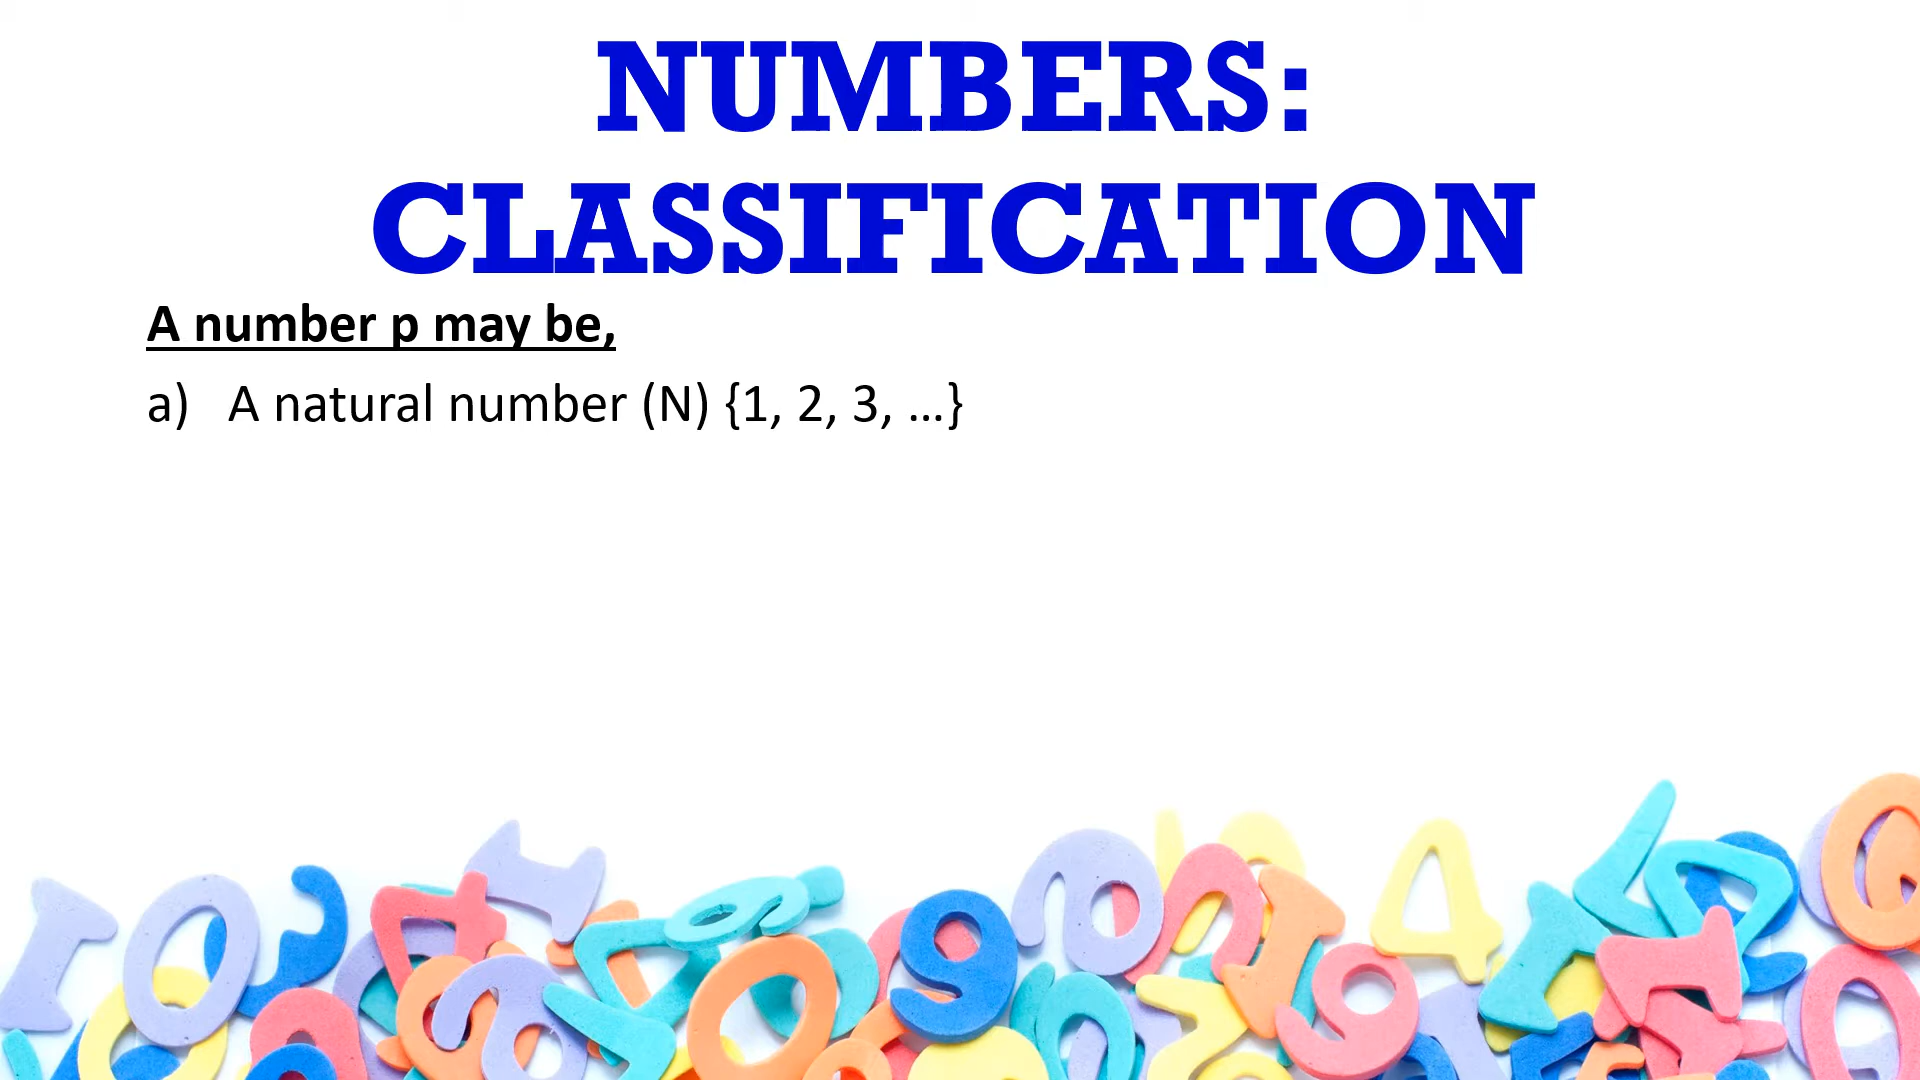 NUMBERS:
CLASSIFICATION
A number p may be,
a) A natural number (N) {1, 2, 3, …}